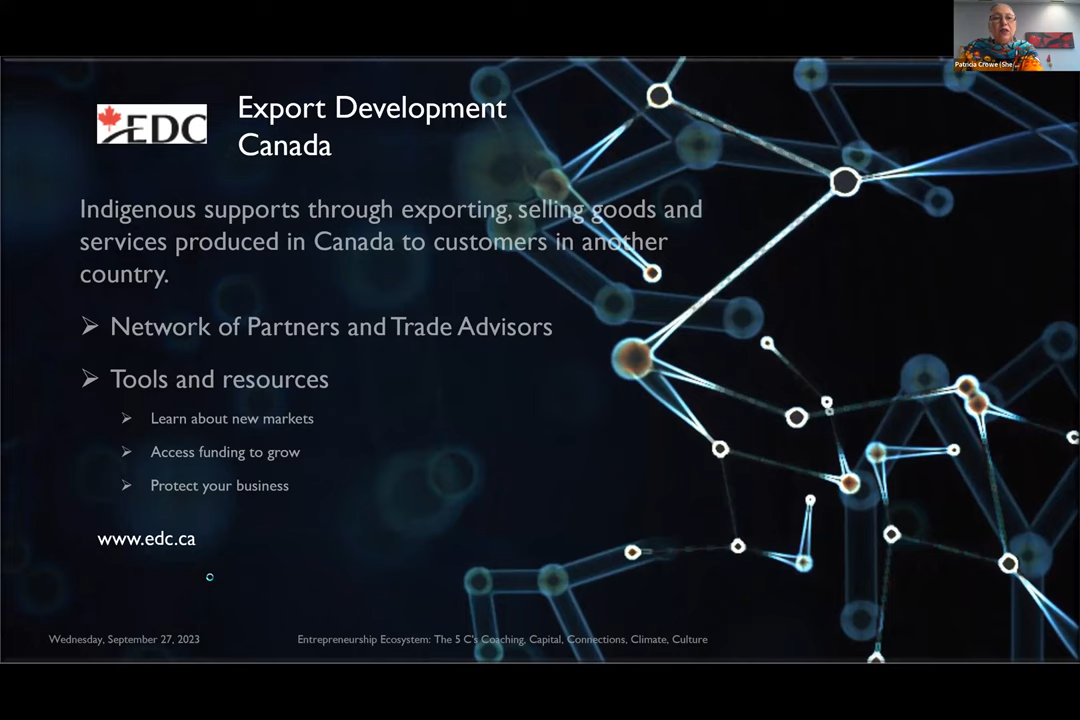 Patricia Crowe (She
EDC
Export Development
Canada
Indigenous supports through exporting, selling goods and
services produced in Canada to customers in another
country.
Network of Partners and Trade Advisors
Tools and resources
Learn about new markets
Access funding to grow
Protect your business
www.edc.ca
Wednesday, September 27, 2023
Entrepreneurship Ecosystem: The 5 C's Coaching, Capital, Connections, Climate, Culture